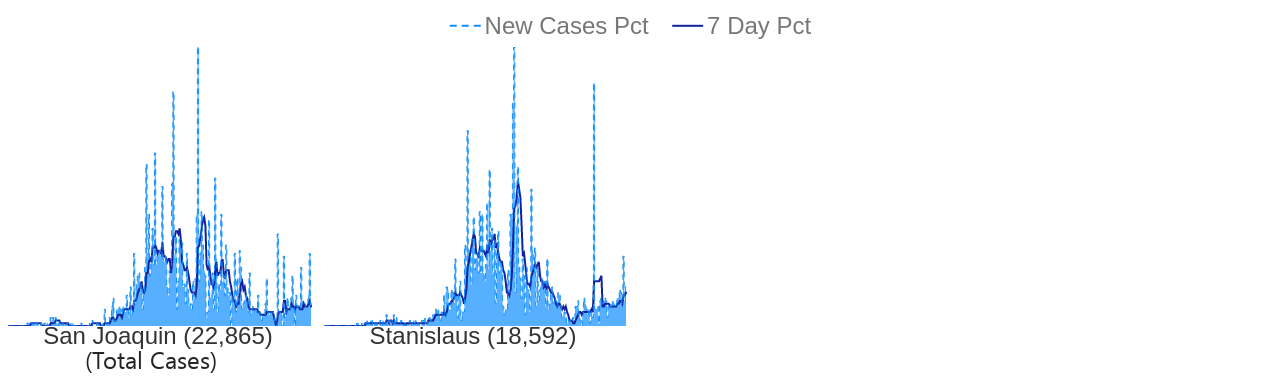 New Cases Pct 7 Day Pct
San Joaquin (22,865) Stanislaus (18,592)
(Total Cases)